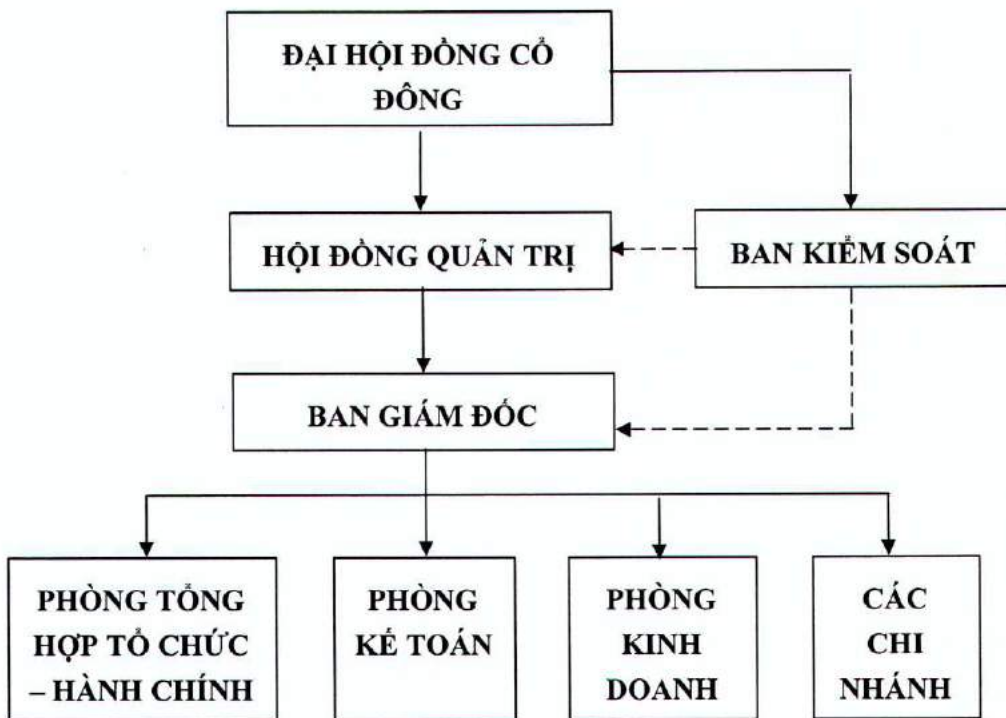 ĐẠI HỘI ĐỒNG CỔ
ĐÔNG
HỘI ĐỒNG QUẢN TRỊ
BAN KIỂM SOÁT
BAN GIÁM ĐỐC
PHÒNG TỔNG
HỢP TỔ CHỨC
– HÀNH CHÍNH
PHÒNG
KẾ TOÁN
PHÒNG
KINH
DOANH
CÁC
CHI
NHÁNH